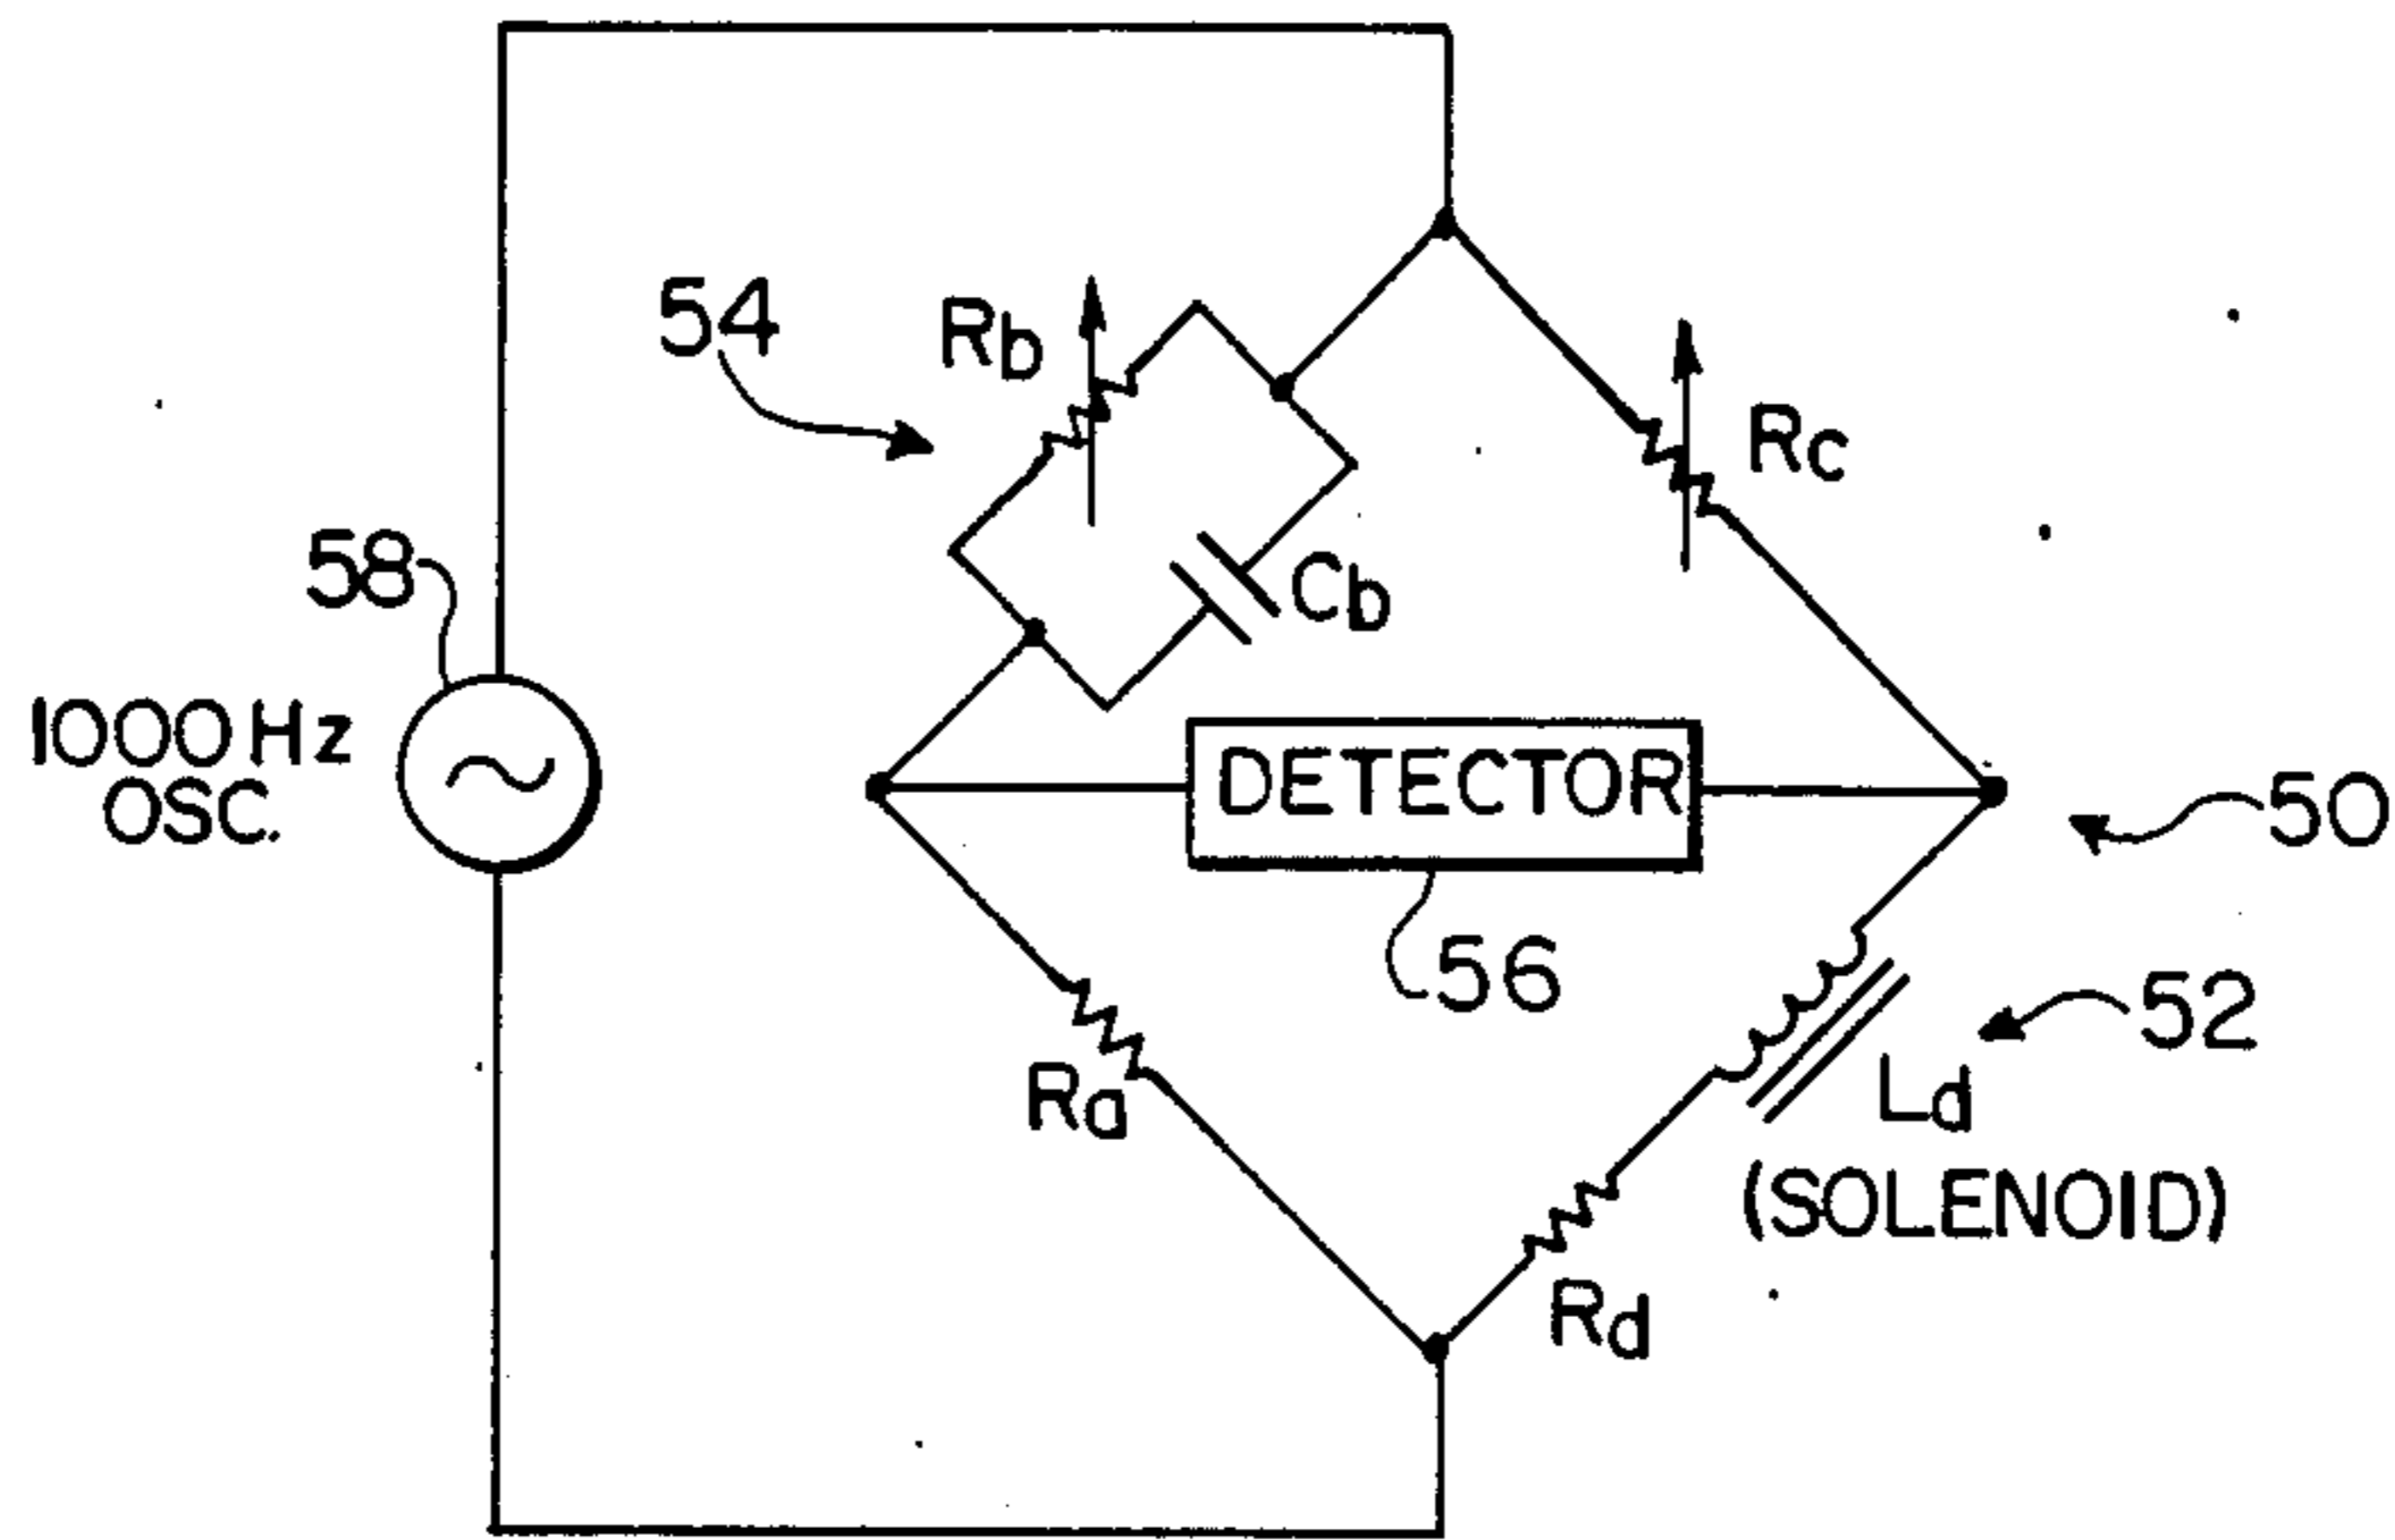 54
Rb
Rc
58
Cb
1000 Hz
OSC.
DETECTOR
50
56
52
Ra
Ld
(SOLENOID)
Rd